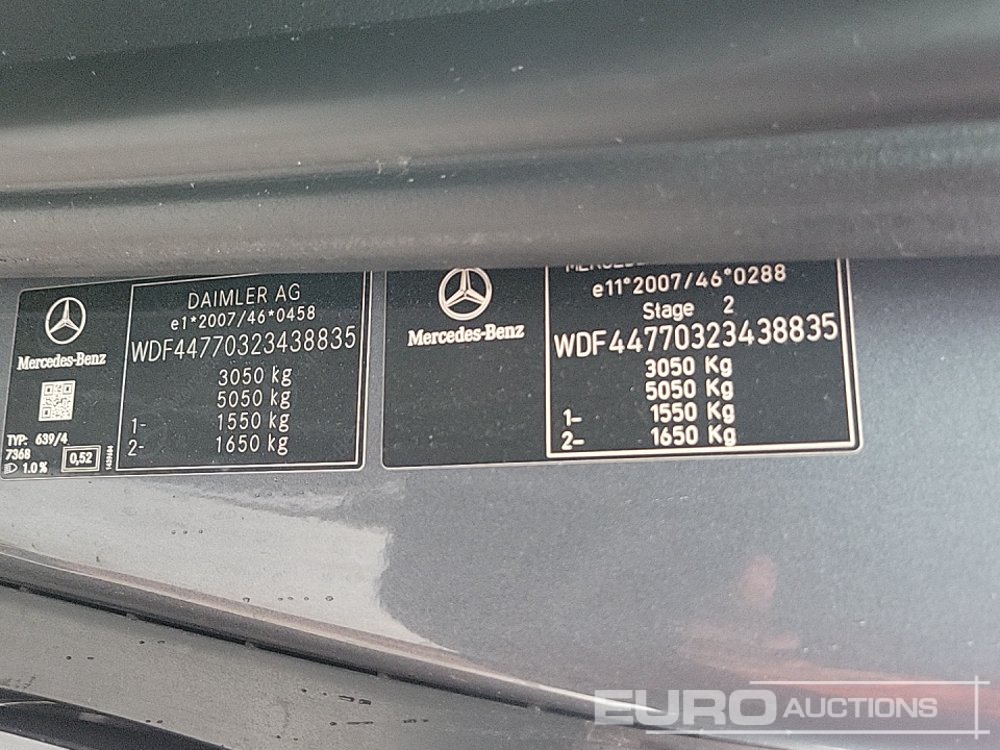 Mercedes-Benz
TYP: 639/4
7368
1.0 %
0,52
DAIMLER AG
e1*2007/46*0458
WDF44770323438835
3050 kg
5050 kg
1- 1550 kg
2- 1650 kg
Mercedes-Benz
e11*2007/46*0288
Stage 2
WDF44770323438835
3050 Kg
5050 Kg
1- 1550 Kg
2- 1650 Kg
EURO AUCTIONS